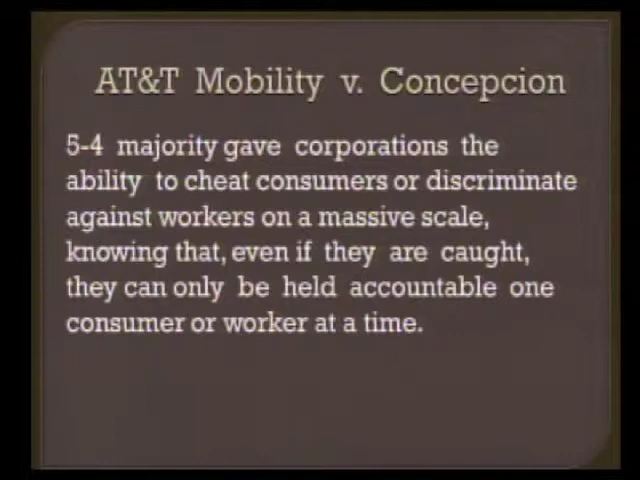 AT&T Mobility v. Concepcion
5-4 majority gave corporations the
ability to cheat consumers or discriminate
against workers on a massive scale,
knowing that, even if they are caught,
they can only be held accountable one
consumer or worker at a time.